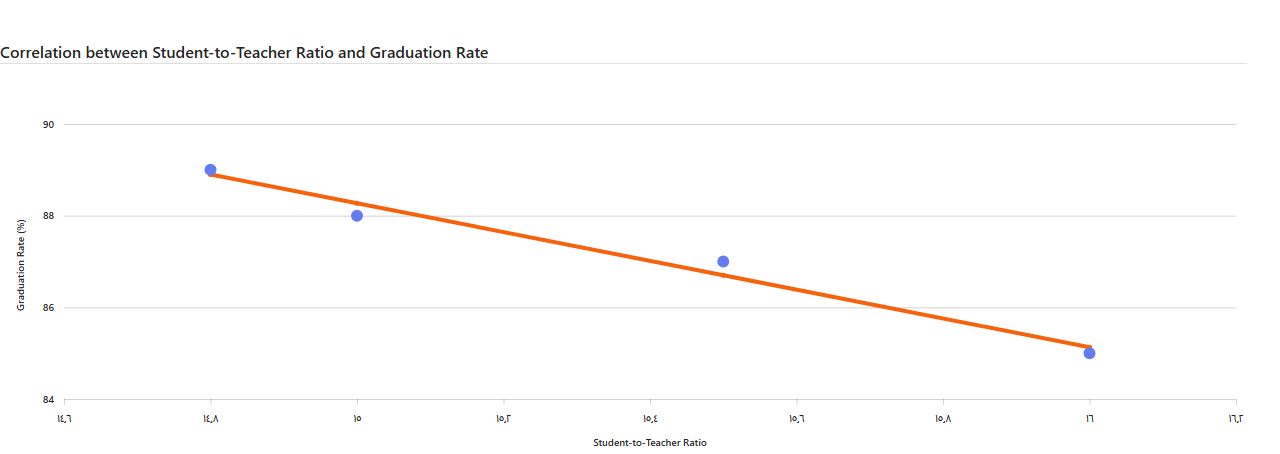 Correlation between Student-to-Teacher Ratio and Graduation Rate
90
88
86
84
Graduation Rate (%)
١٤٫٦ ١٤٫٨ ١٥ ١٥٫٢ ١٥٫٤ ١٥٫٦ ١٥٫٨ ١٦ ١٦٫٢
Student-to-Teacher Ratio